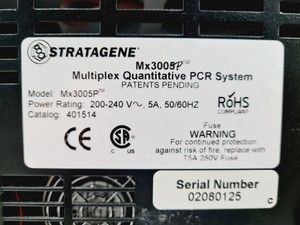 STRATAGENE®
Mx3005P™
Multiplex Quantitative PCR System
PATENTS PENDING
Model: Mx3005P™
Power Rating: 200-240 V~, 5A, 50/60HZ
Catalog: 401514
RoHS
COMPLIANT
CE
Fuse
WARNING
For continued protection
against risk of fire, replace with
T5A 250V Fuse
Serial Number
02080125
C